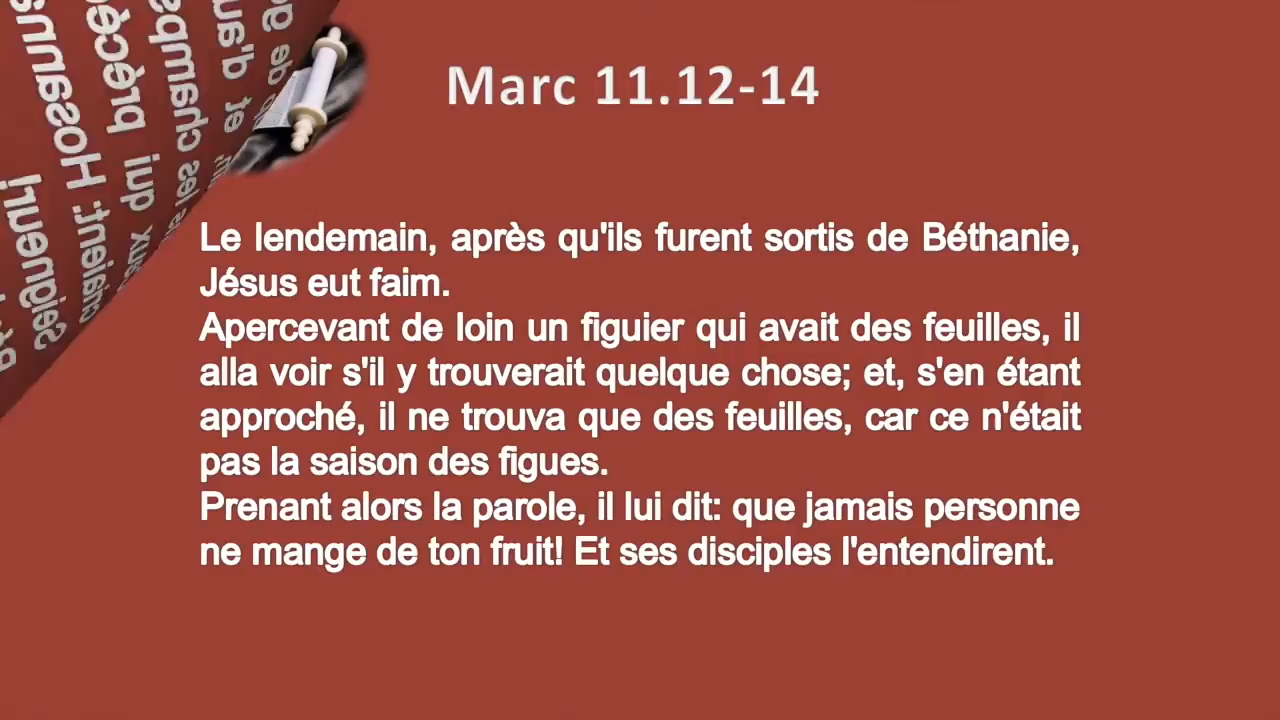 Marc 11.12-14
Le lendemain, après qu'ils furent sortis de Béthanie,
Jésus eut faim.
Apercevant de loin un figuier qui avait des feuilles, il
alla voir s'il y trouverait quelque chose; et, s'en étant
approché, il ne trouva que des feuilles, car ce n'était
pas la saison des figues.
Prenant alors la parole, il lui dit: que jamais personne
ne mange de ton fruit! Et ses disciples l'entendirent.